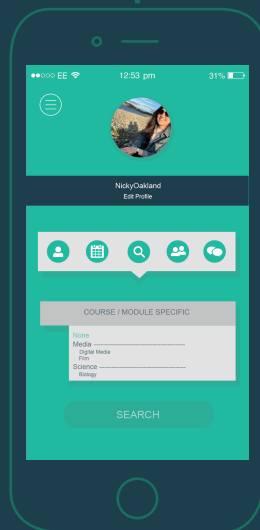 EE 12:53 pm 31%
NickyOakland
Edit Profile
COURSE / MODULE SPECIFIC
None
Media --------------------------------
Digital Media
Film
Science ------------------------------
Biology
SEARCH